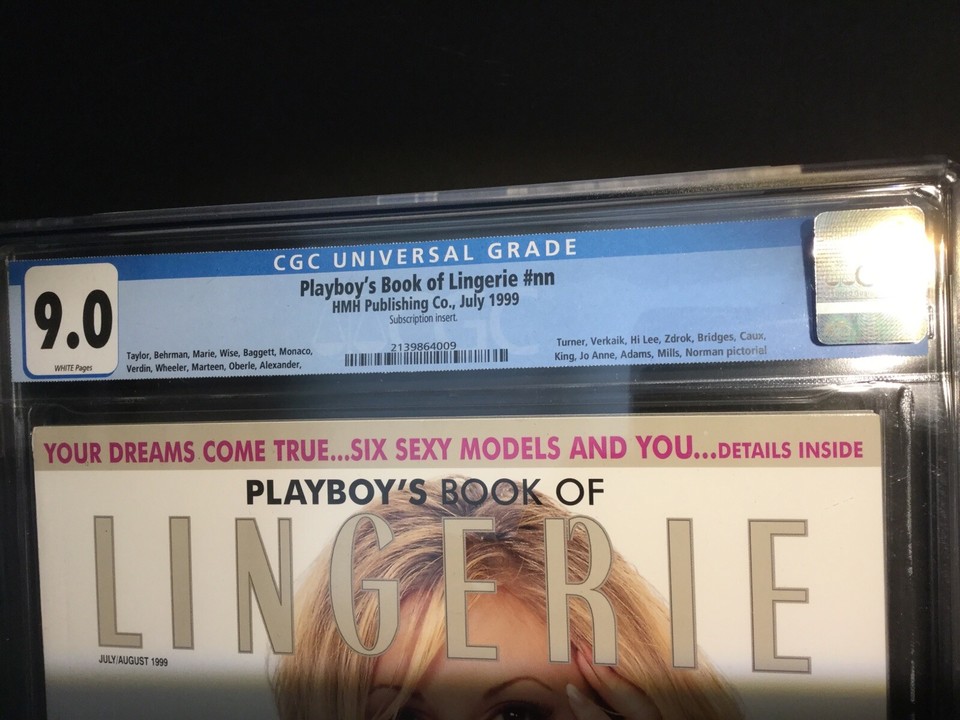 CGC UNIVERSAL GRADE
9.0
WHITE Pages
Playboy's Book of Lingerie #nn
HMH Publishing Co., July 1999
Subscription insert.
2139864009
Taylor, Behrman, Marie, Wise, Baggett, Monaco,
Verdin, Wheeler, Marteen, Oberle, Alexander,
Turner, Verkaik, Hi Lee, Zdrok, Bridges, Caux,
King, Jo Anne, Adams, Mills, Norman pictorial
YOUR DREAMS COME TRUE...SIX SEXY MODELS AND YOU...DETAILS INSIDE
PLAYBOY'S BOOK OF
LINGERIE
JULY/AUGUST 1999